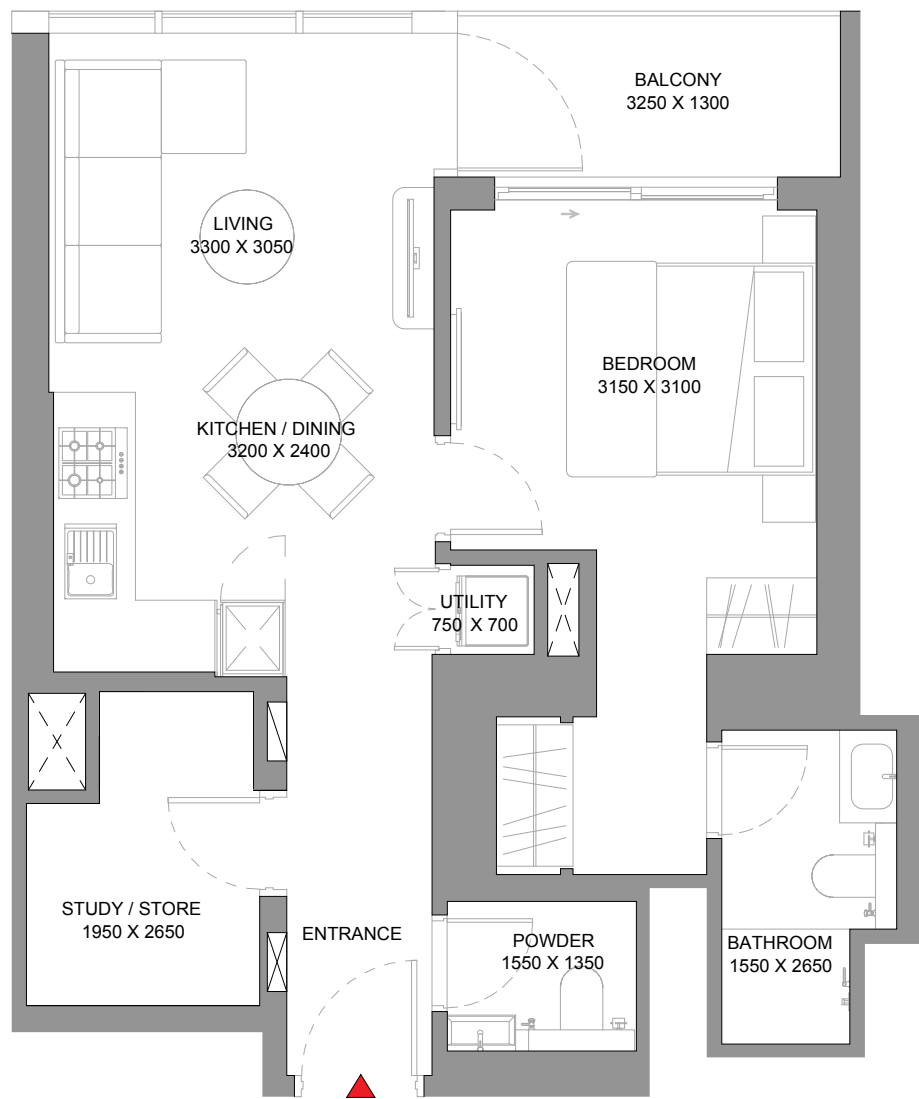 BALCONY
3250 X 1300
LIVING
3300 X 3050
BEDROOM
3150 X 3100
KITCHEN / DINING
3200 X 2400
UTILITY
750 X 700
STUDY / STORE
1950 X 2650
ENTRANCE
POWDER
1550 X 1350
BATHROOM
1550 X 2650